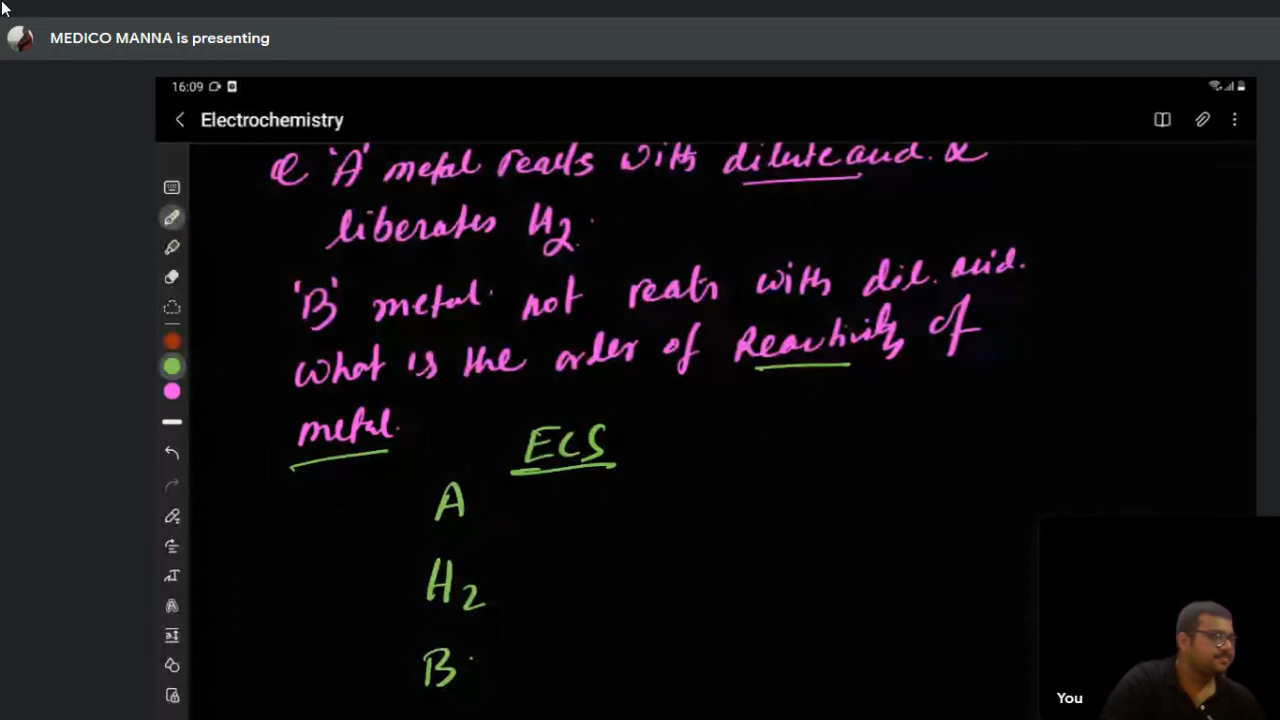 MEDICO MANNA is presenting
16:09
Electrochemistry
Q 'A' metal reacts with dilute acid. &
liberates H2.
'B' metal not reacts with dil. acid.
what is the order of Reactivity of
metal.
ECS
A
H2
B
You